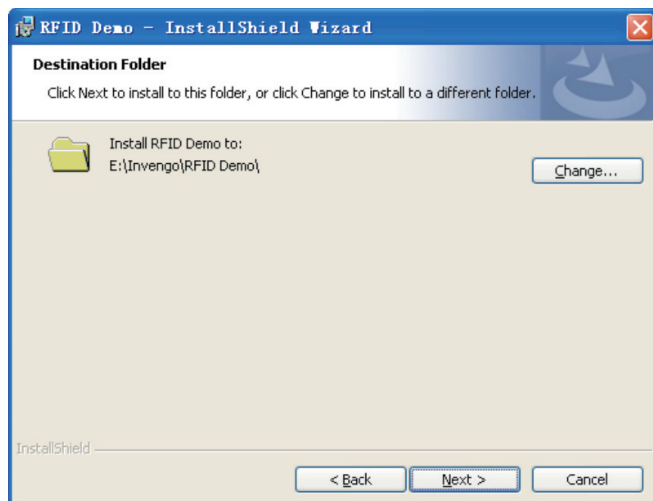 RFID Demo - InstallShield Wizard
Destination Folder
Click Next to install to this folder, or click Change to install to a different folder.
Install RFID Demo to:
E:\Invengo\RFID Demo\
Change...
InstallShield
< Back
Next >
Cancel